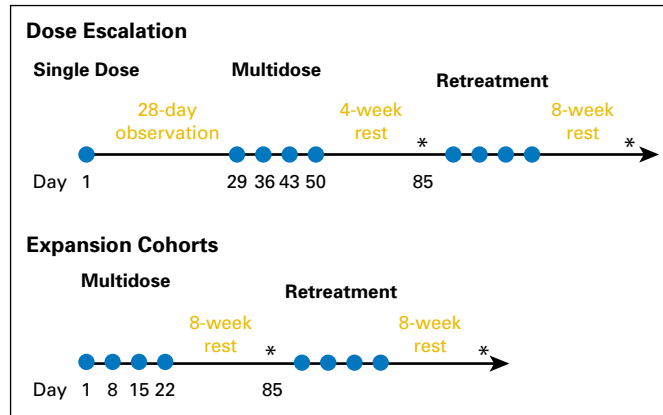 Dose Escalation
Single Dose
Multidose
Retreatment
28-day
observation
4-week
rest
8-week
rest
*
*
Day 1 29 36 43 50 85
Expansion Cohorts
Multidose
Retreatment
8-week
rest
8-week
rest
*
*
Day 1 8 15 22 85